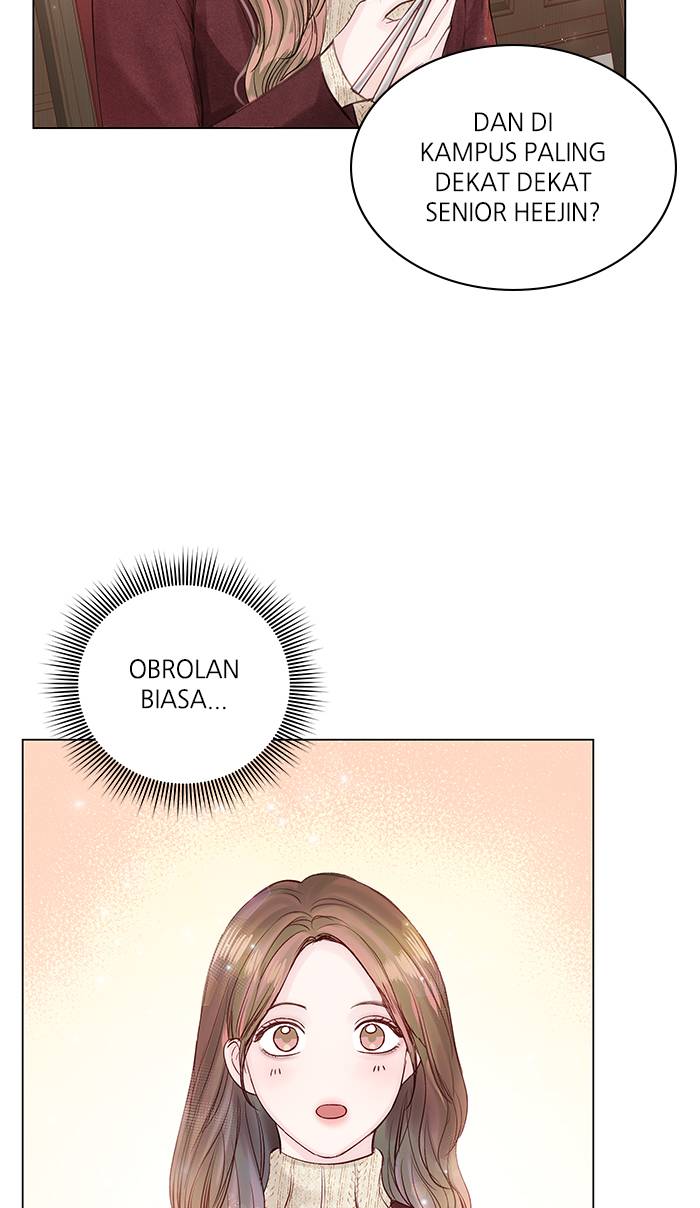 DAN DI
KAMPUS PALING
DEKAT DEKAT
SENIOR HEEJIN?
OBROLAN
BIASA...